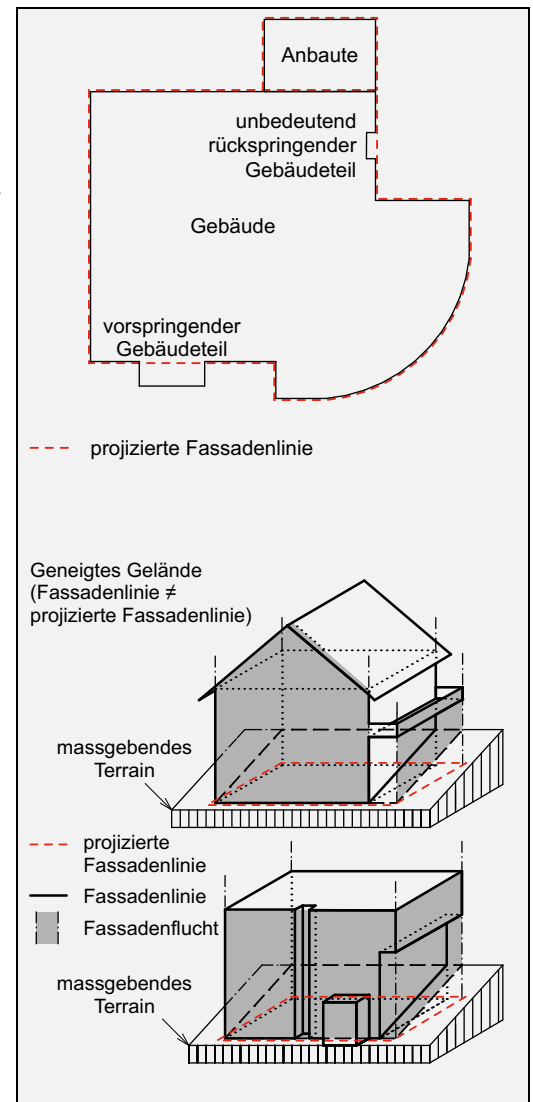 Anbaute
unbedeutend
rückspringender
Gebäudeteil
Gebäude
vorspringender
Gebäudeteil
projizierte Fassadenlinie
Geneigtes Gelände
(Fassadenlinie ≠
projizierte Fassadenlinie)
massgebendes
Terrain
projizierte
Fassadenlinie
Fassadenlinie
Fassadenflucht
massgebendes
Terrain